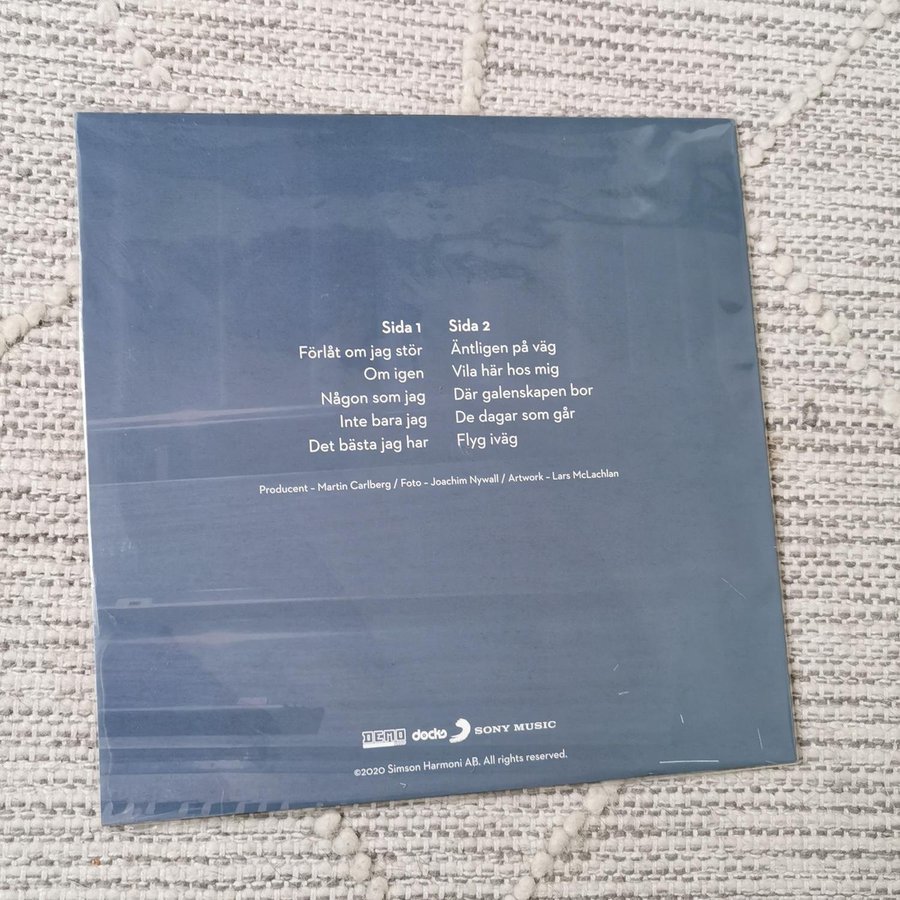 Sida 1
Förlåt om jag stör
Om igen
Någon som jag
Inte bara jag
Det bästa jag har
Sida 2
Äntligen på väg
Vila här hos mig
Där galenskapen bor
De dagar som går
Flyg iväg
Producent – Martin Carlberg / Foto – Joachim Nywall / Artwork – Lars McLachlan
DEMO docks SONY MUSIC
©2020 Simson Harmoni AB. All rights reserved.